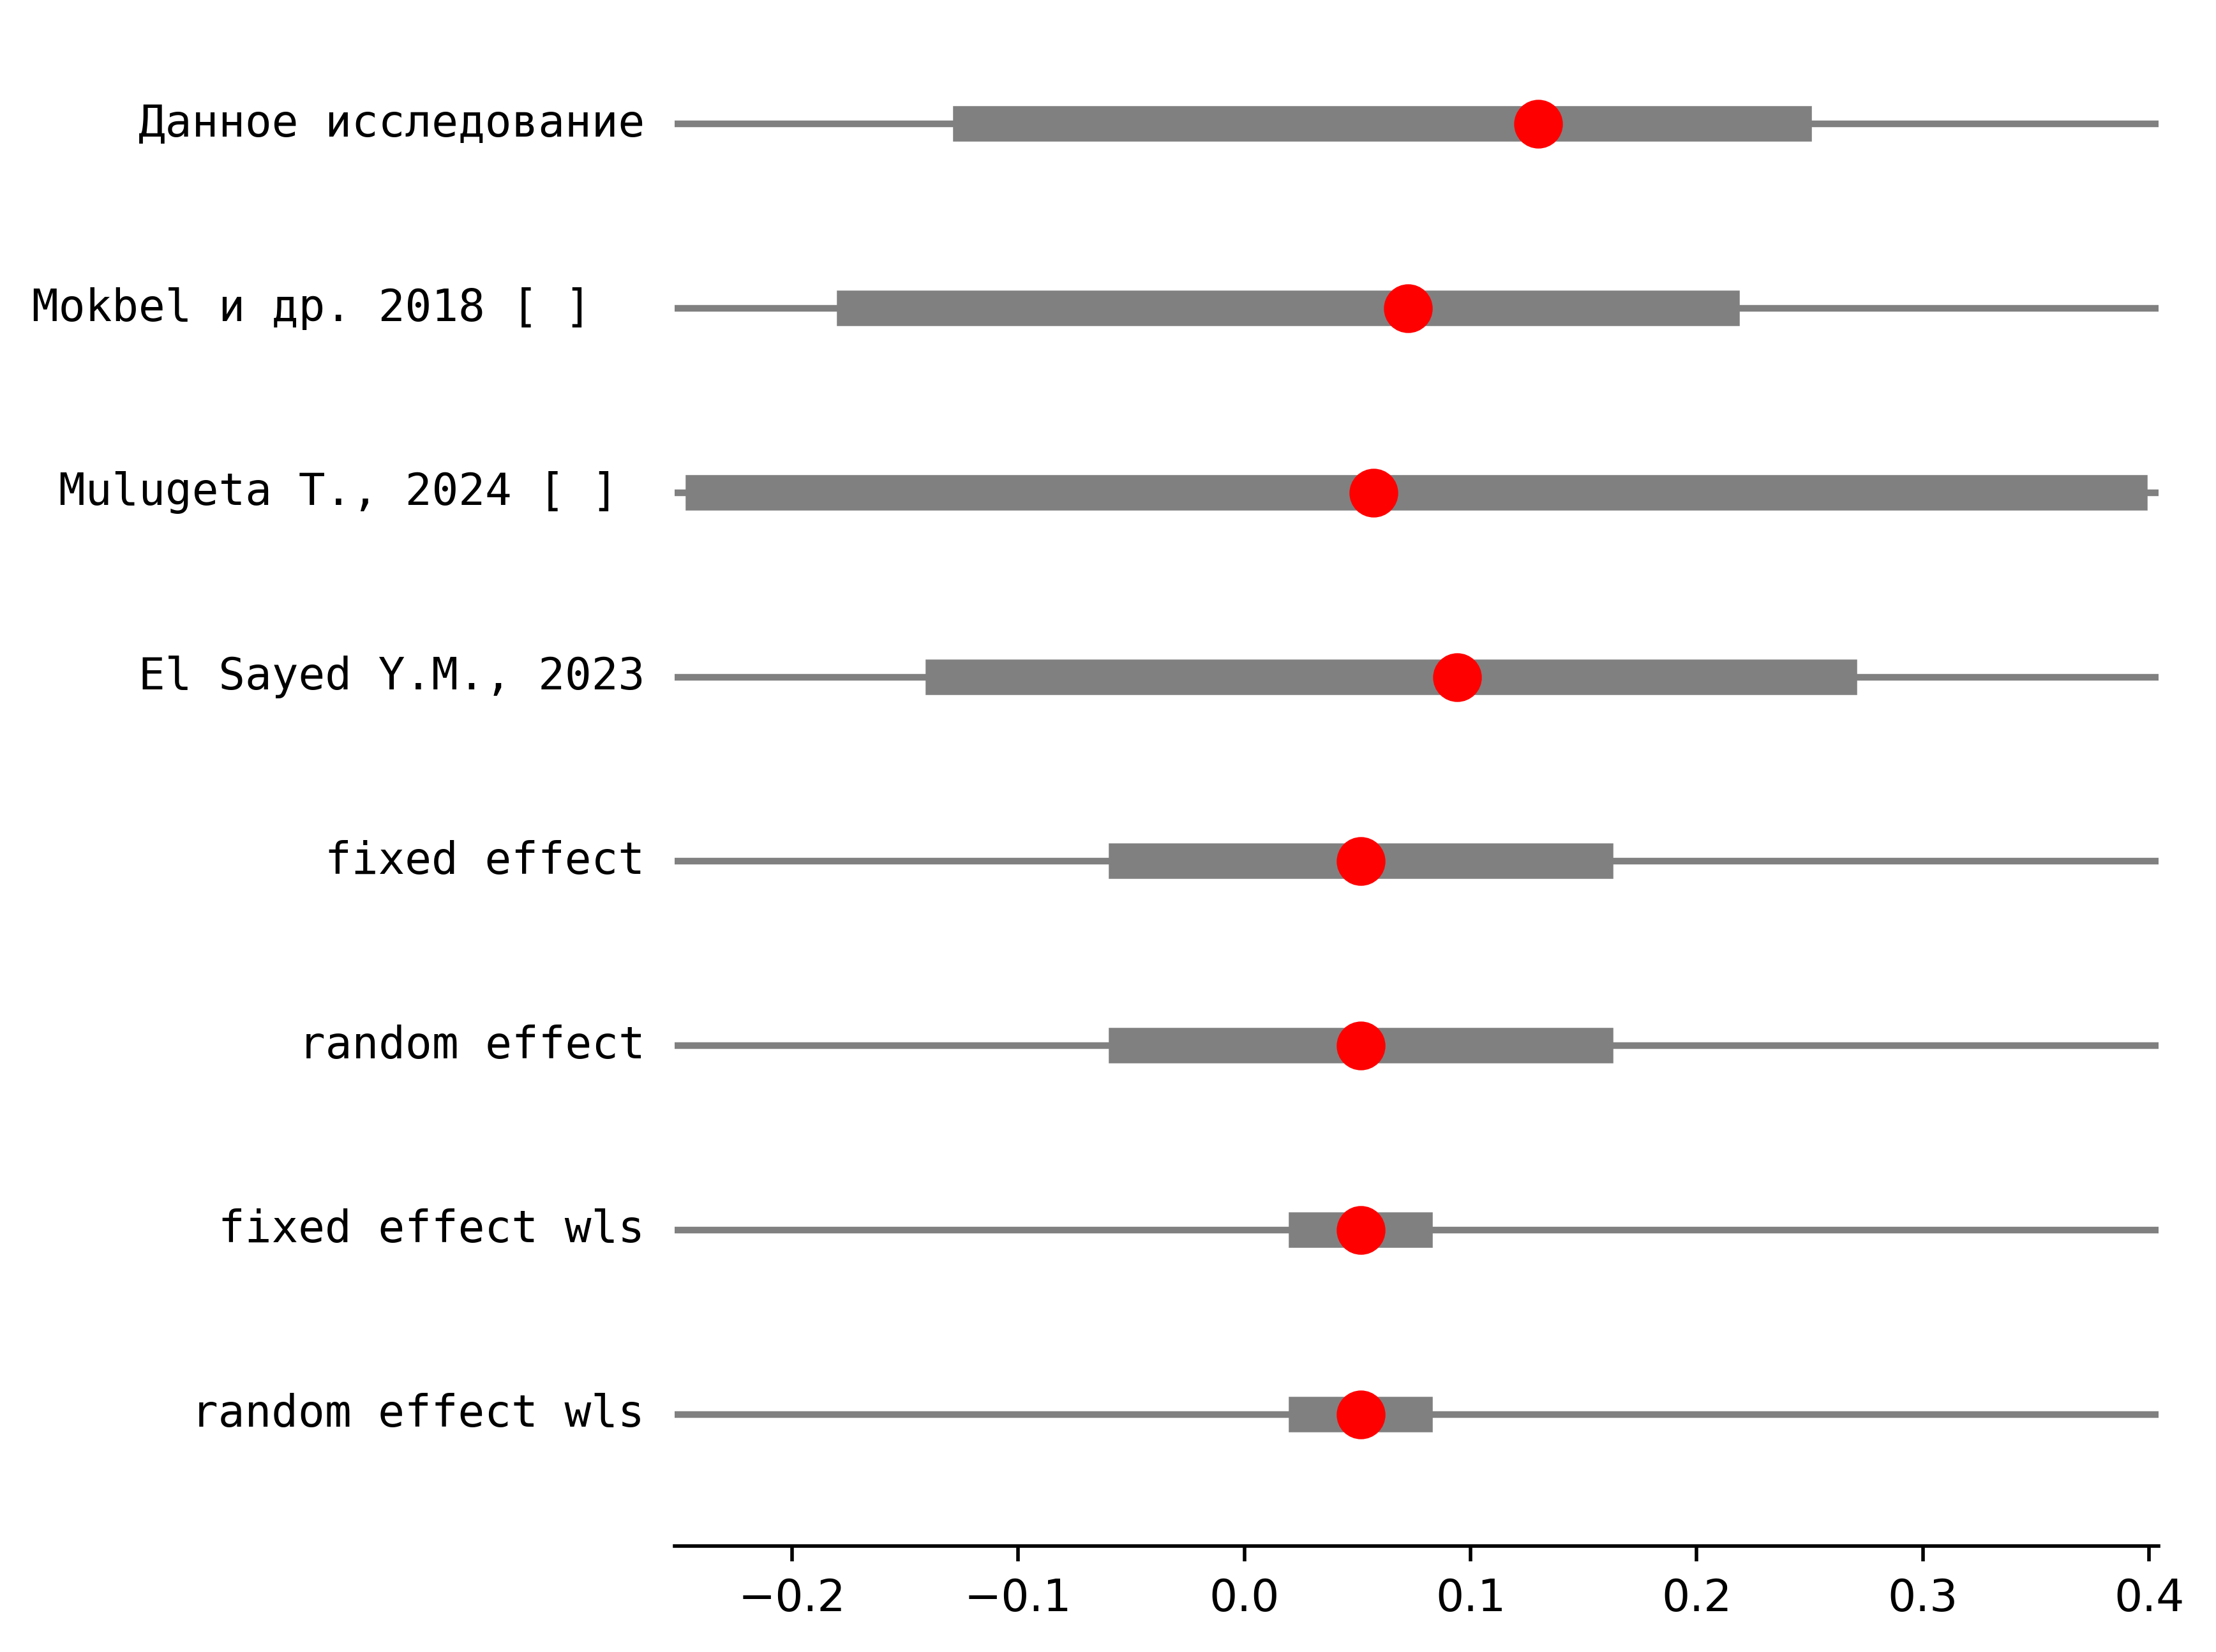 Данное исследование
Mokbel и др. 2018 [ ]
Mulugeta T., 2024 [ ]
El Sayed Y.M., 2023
fixed effect
random effect
fixed effect wls
random effect wls
−0.2 −0.1 0.0 0.1 0.2 0.3 0.4